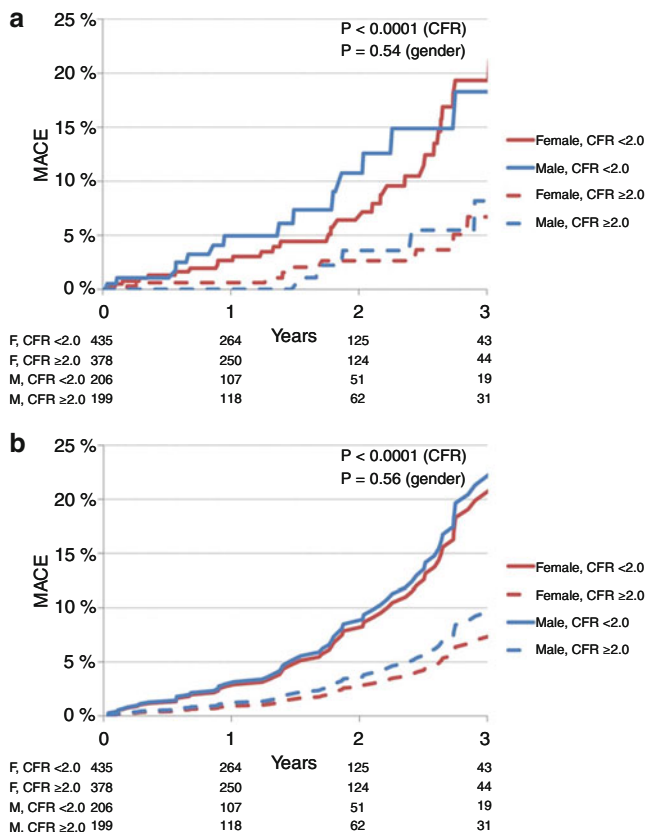 a
25 %
P < 0.0001 (CFR)
P = 0.54 (gender)
20 %
15 %
10 %
5 %
0 %
MACE
Female, CFR <2.0
Male, CFR <2.0
Female, CFR ≥2.0
Male, CFR ≥2.0
0 1 2 3
Years
F, CFR <2.0 435 264 125 43
F, CFR ≥2.0 378 250 124 44
M, CFR <2.0 206 107 51 19
M, CFR ≥2.0 199 118 62 31
b
25 %
P < 0.0001 (CFR)
P = 0.56 (gender)
20 %
15 %
10 %
5 %
0 %
MACE
Female, CFR <2.0
Female, CFR ≥2.0
Male, CFR <2.0
Male, CFR ≥2.0
0 1 2 3
Years
F, CFR <2.0 435 264 125 43
F, CFR ≥2.0 378 250 124 44
M, CFR <2.0 206 107 51 19
M, CFR ≥2.0 199 118 62 31